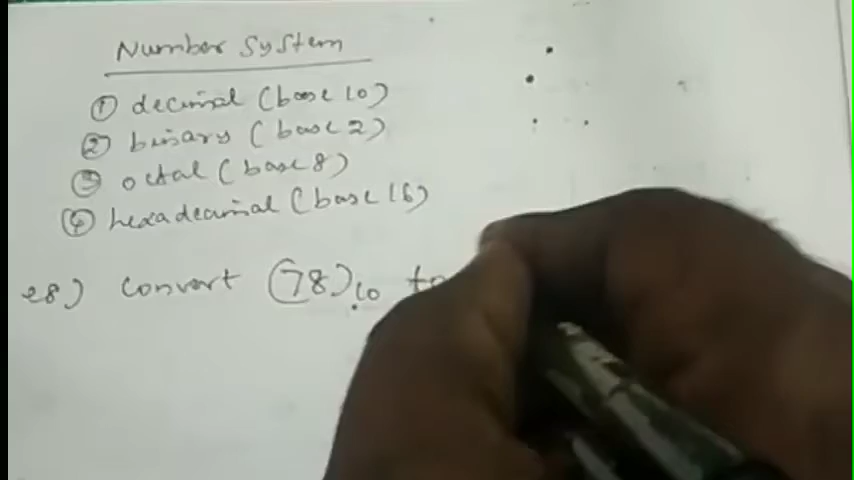 Number System
① decimal (base 10)
② binary (base 2)
③ octal (base 8)
④ hexadecimal (base 16)
28) convert (78)10 to